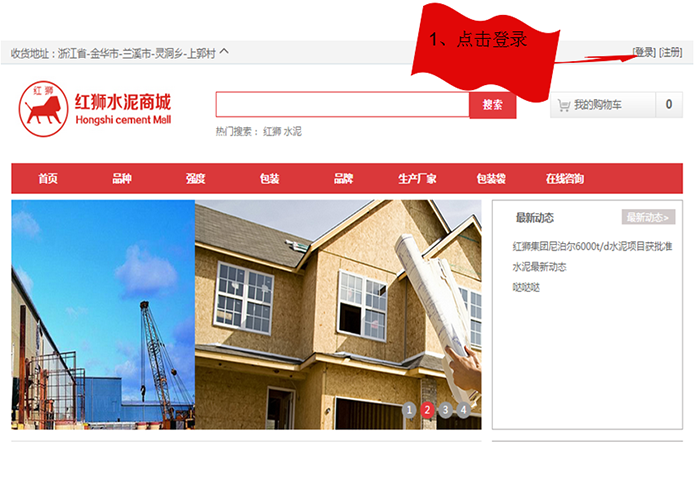 1、点击登录
收货地址：浙江省-金华市-兰溪市-灵洞乡-上郭村
[登录] [注册]
红狮
红狮水泥商城
Hongshi cement Mall
搜索
我的购物车 0
热门搜索： 红狮 水泥
首页 品种 强度 包装 品牌 生产厂家 包装袋 在线咨询
最新动态 最新动态>
红狮集团尼泊尔6000t/d水泥项目获批准
水泥最新动态
哒哒哒
1 2 3 4